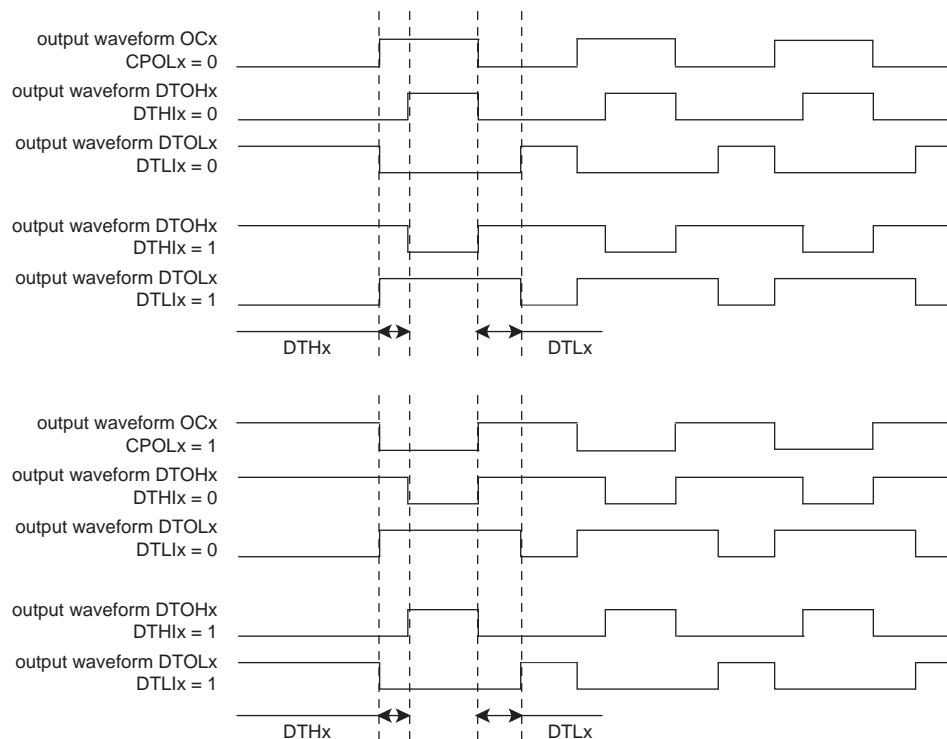 output waveform OCx
CPOLx = 0
output waveform DTOHx
DTHIx = 0
output waveform DTOLx
DTLIx = 0
output waveform DTOHx
DTHIx = 1
output waveform DTOLx
DTLIx = 1
DTHx
DTLx
output waveform OCx
CPOLx = 1
output waveform DTOHx
DTHIx = 0
output waveform DTOLx
DTLIx = 0
output waveform DTOHx
DTHIx = 1
output waveform DTOLx
DTLIx = 1
DTHx
DTLx